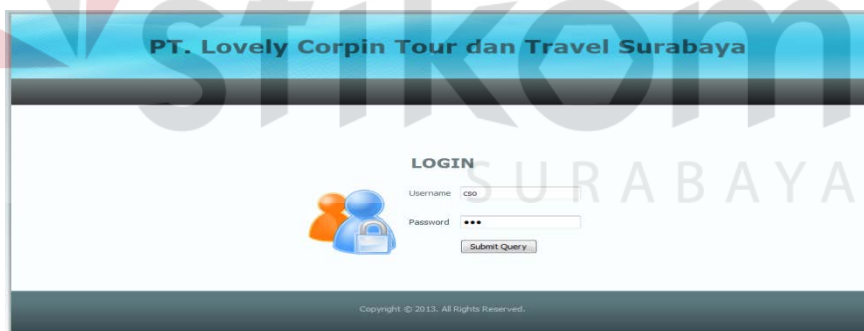 stikom
SURABAYA
PT. Lovely Corpin Tour dan Travel Surabaya
LOGIN
Username cso
Password •••
Submit Query
Copyright © 2013. All Rights Reserved.